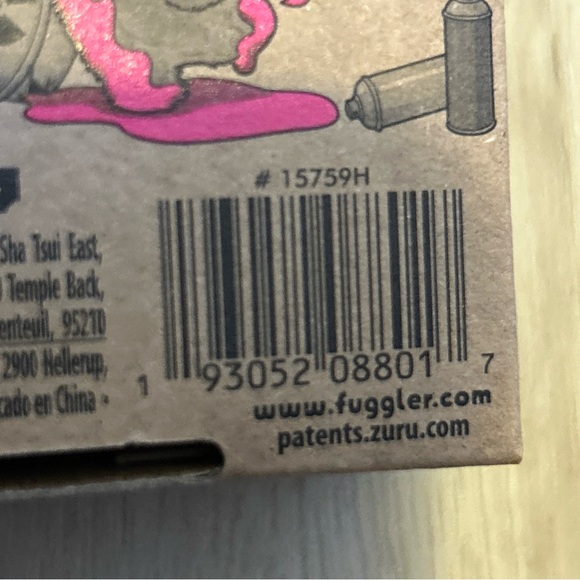 # 15759H
Sha Tsui East,
Temple Back,
enteuil, 95210
2900 Hellerup,
cado en China •
1 93052 08801 7
www.fuggler.com
patents.zuru.com